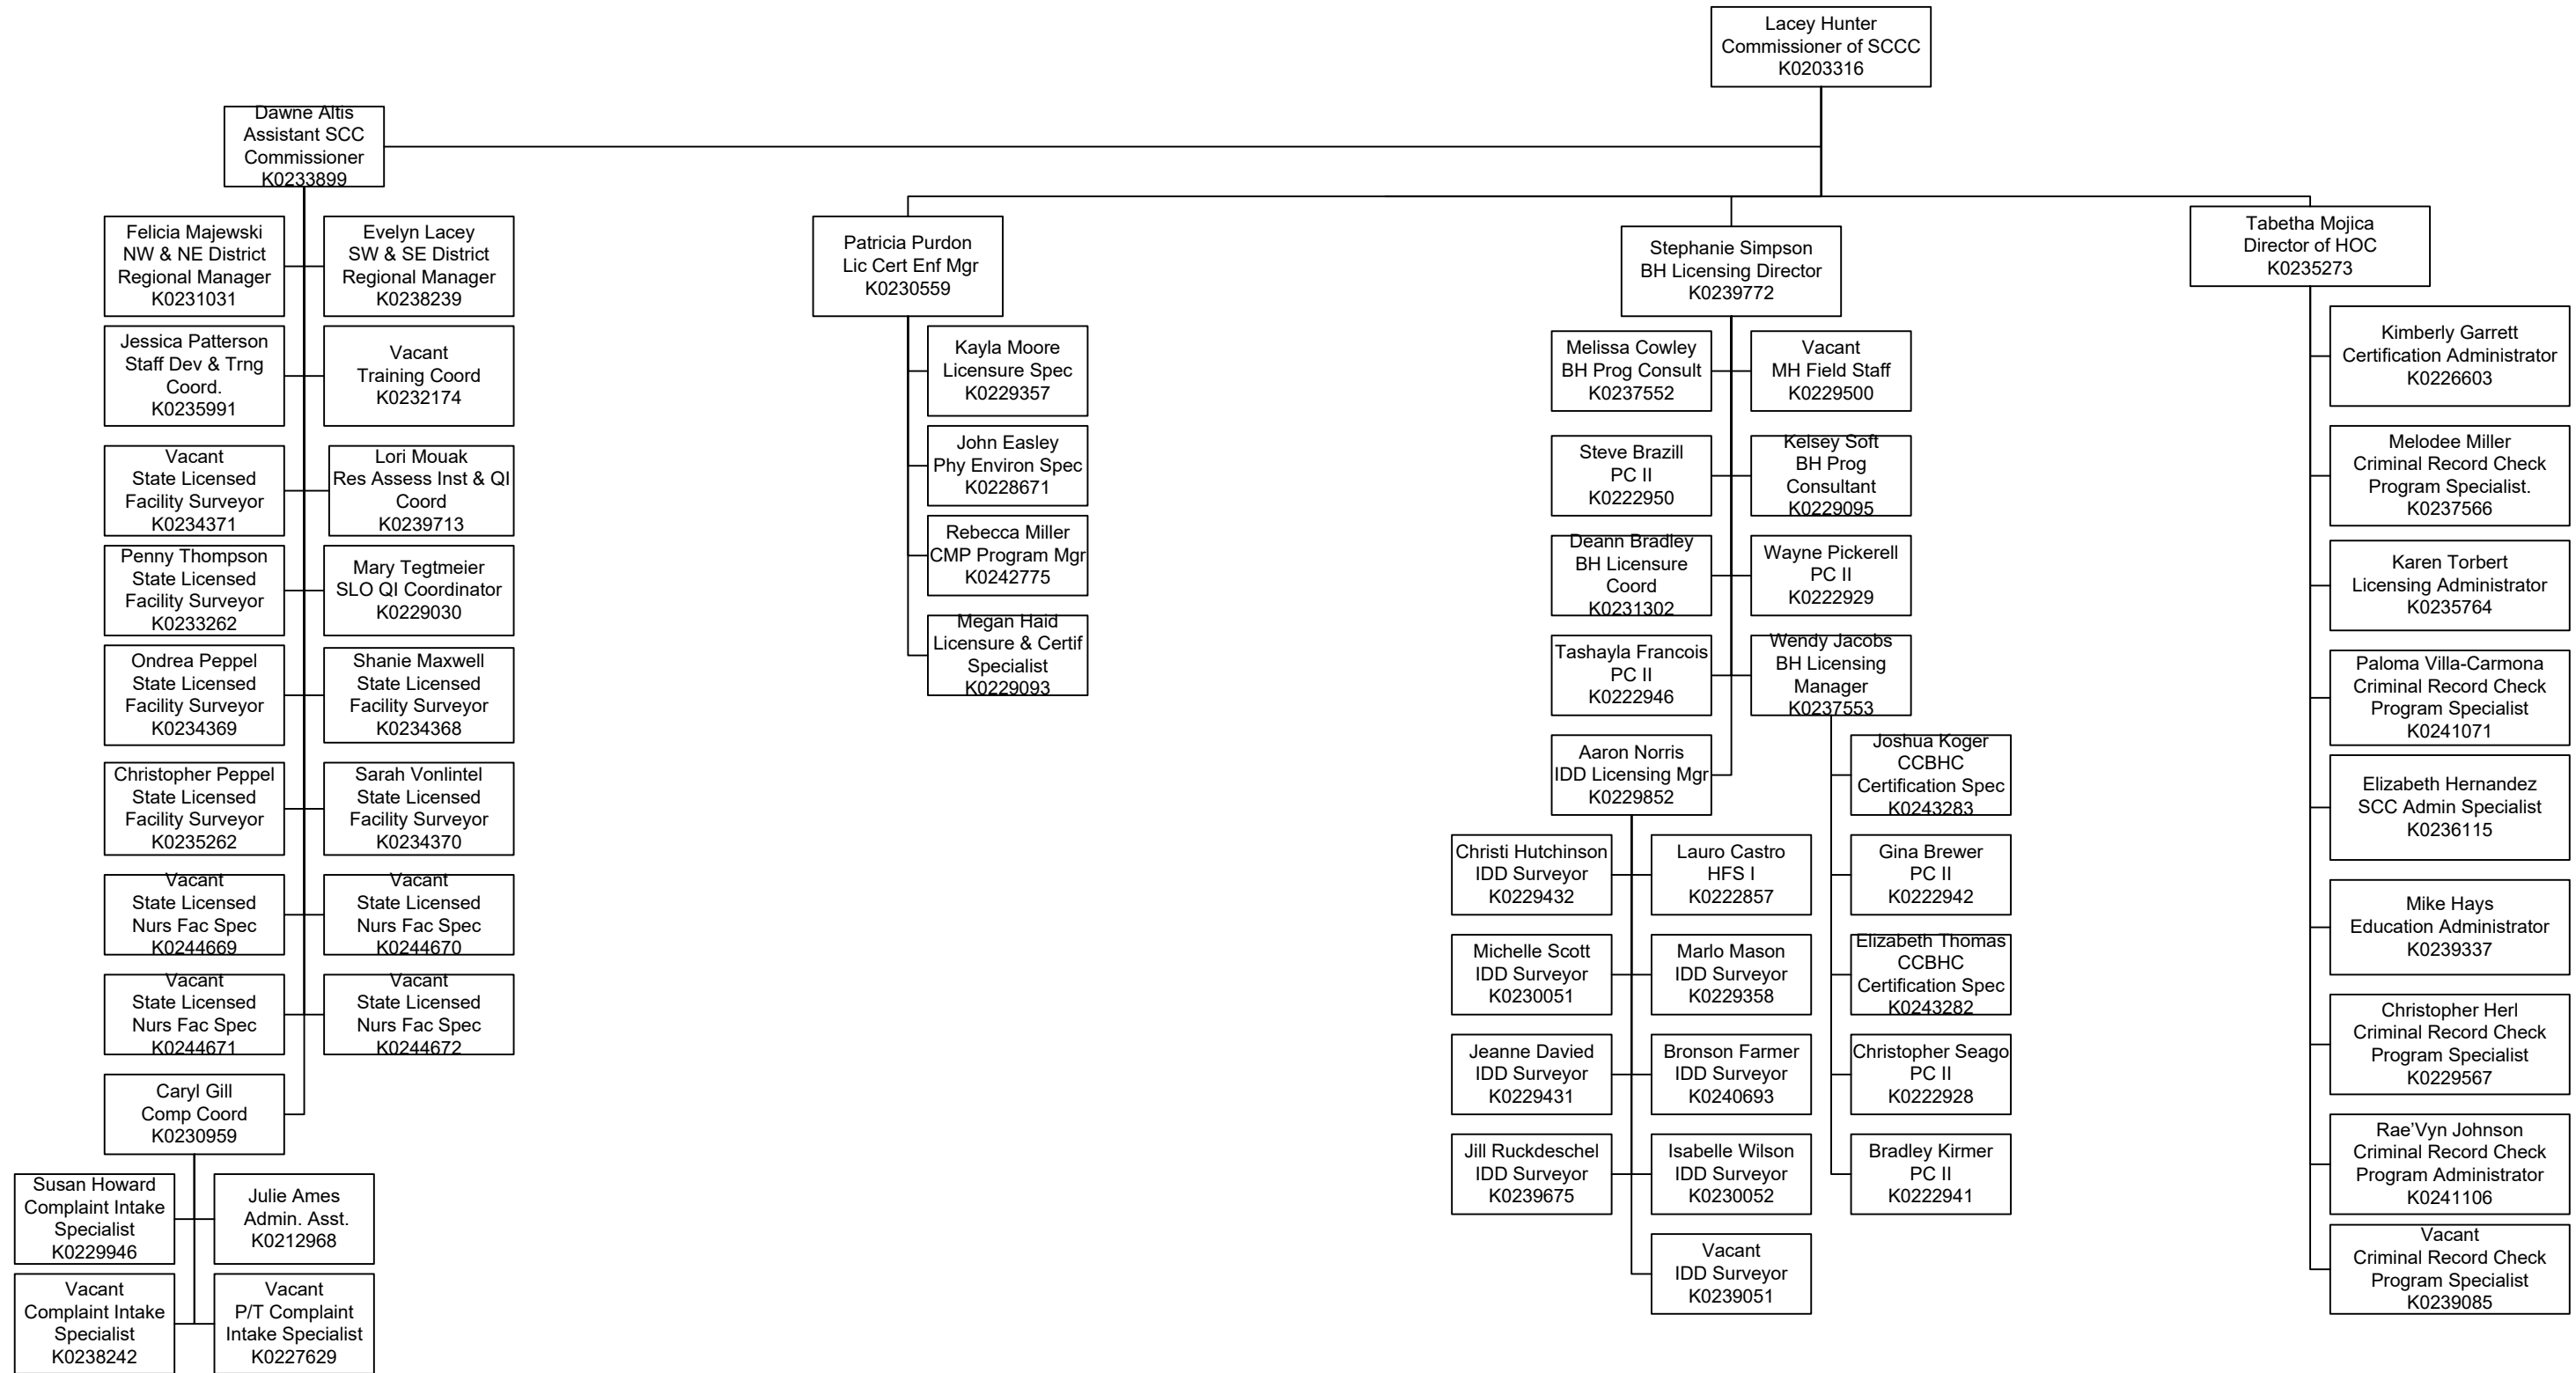 Lacey Hunter
Commissioner of SCCC
K0203316
Dawne Altis
Assistant SCC
Commissioner
K0233899
Felicia Majewski
NW & NE District
Regional Manager
K0231031
Evelyn Lacey
SW & SE District
Regional Manager
K0238239
Jessica Patterson
Staff Dev & Trng
Coord.
K0235991
Vacant
Training Coord
K0232174
Vacant
State Licensed
Facility Surveyor
K0234371
Lori Mouak
Res Assess Inst & QI
Coord
K0239713
Penny Thompson
State Licensed
Facility Surveyor
K0233262
Mary Tegtmeier
SLO QI Coordinator
K0229030
Ondrea Peppel
State Licensed
Facility Surveyor
K0234369
Shanie Maxwell
State Licensed
Facility Surveyor
K0234368
Christopher Peppel
State Licensed
Facility Surveyor
K0235262
Sarah Vonlintel
State Licensed
Facility Surveyor
K0234370
Vacant
State Licensed
Nurs Fac Spec
K0244669
Vacant
State Licensed
Nurs Fac Spec
K0244670
Vacant
State Licensed
Nurs Fac Spec
K0244671
Vacant
State Licensed
Nurs Fac Spec
K0244672
Caryl Gill
Comp Coord
K0230959
Susan Howard
Complaint Intake
Specialist
K0229946
Julie Ames
Admin. Asst.
K0212968
Vacant
Complaint Intake
Specialist
K0238242
Vacant
P/T Complaint
Intake Specialist
K0227629
Patricia Purdon
Lic Cert Enf Mgr
K0230559
Kayla Moore
Licensure Spec
K0229357
John Easley
Phy Environ Spec
K0228671
Rebecca Miller
CMP Program Mgr
K0242775
Megan Haid
Licensure & Certif
Specialist
K0229093
Stephanie Simpson
BH Licensing Director
K0239772
Melissa Cowley
BH Prog Consult
K0237552
Vacant
MH Field Staff
K0229500
Steve Brazill
PC II
K0222950
Kelsey Soft
BH Prog
Consultant
K0229095
Deann Bradley
BH Licensure
Coord
K0231302
Wayne Pickerell
PC II
K0222929
Tashayla Francois
PC II
K0222946
Wendy Jacobs
BH Licensing
Manager
K0237553
Aaron Norris
IDD Licensing Mgr
K0229852
Christi Hutchinson
IDD Surveyor
K0229432
Lauro Castro
HFS I
K0222857
Michelle Scott
IDD Surveyor
K0230051
Marlo Mason
IDD Surveyor
K0229358
Jeanne Davied
IDD Surveyor
K0229431
Bronson Farmer
IDD Surveyor
K0240693
Jill Ruckdeschel
IDD Surveyor
K0239675
Isabelle Wilson
IDD Surveyor
K0230052
Vacant
IDD Surveyor
K0239051
Joshua Koger
CCBHC
Certification Spec
K0243283
Gina Brewer
PC II
K0222942
Elizabeth Thomas
CCBHC
Certification Spec
K0243282
Christopher Seago
PC II
K0222928
Bradley Kirmer
PC II
K0222941
Tabetha Mojica
Director of HOC
K0235273
Kimberly Garrett
Certification Administrator
K0226603
Melodee Miller
Criminal Record Check
Program Specialist.
K0237566
Karen Torbert
Licensing Administrator
K0235764
Paloma Villa-Carmona
Criminal Record Check
Program Specialist
K0241071
Elizabeth Hernandez
SCC Admin Specialist
K0236115
Mike Hays
Education Administrator
K0239337
Christopher Herl
Criminal Record Check
Program Specialist
K0229567
Rae’Vyn Johnson
Criminal Record Check
Program Administrator
K0241106
Vacant
Criminal Record Check
Program Specialist
K0239085